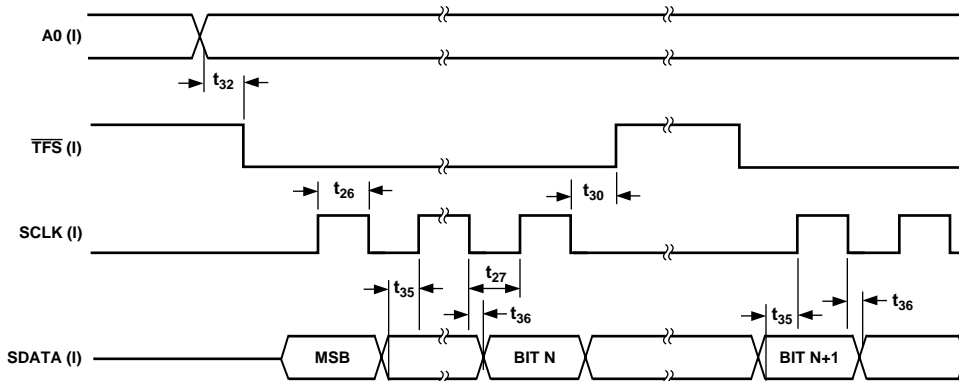 A0 (I)
t32
TFS (I)
t26
t30
SCLK (I)
t27
t35
t36
t35
t36
SDATA (I)
MSB
BIT N
BIT N+1